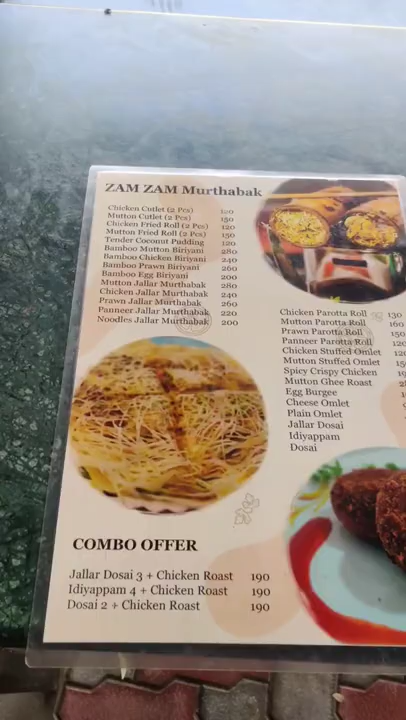 ZAM ZAM Murthabak
Chicken Cutlet (2 Pcs) 120
Mutton Cutlet (2 Pcs) 150
Chicken Fried Roll (2 Pcs) 120
Mutton Fried Roll (2 Pcs) 150
Tender Coconut Padding 120
Bamboo Mutton Biriyani 280
Bamboo Chicken Biriyani 240
Bamboo Prawn Biriyani 260
Bamboo Egg Biriyani 200
Mutton Jallar Murthabak 280
Chicken Jallar Murthabak 240
Prawn Jallar Murthabak 260
Panneer Jallar Murthabak 220
Noodles Jallar Murthabak 200
Chicken Parotta Roll 130
Mutton Parotta Roll 160
Prawn Parotta Roll 150
Panneer Parotta Roll 120
Chicken Stuffed Omlet 120
Mutton Stuffed Omlet
Spicy Crispy Chicken
Mutton Ghee Roast
Egg Burgee
Cheese Omlet
Plain Omlet
Jallar Dosai
Idiyappam
Dosai
COMBO OFFER
Jallar Dosai 3 + Chicken Roast 190
Idiyappam 4 + Chicken Roast 190
Dosai 2 + Chicken Roast 190